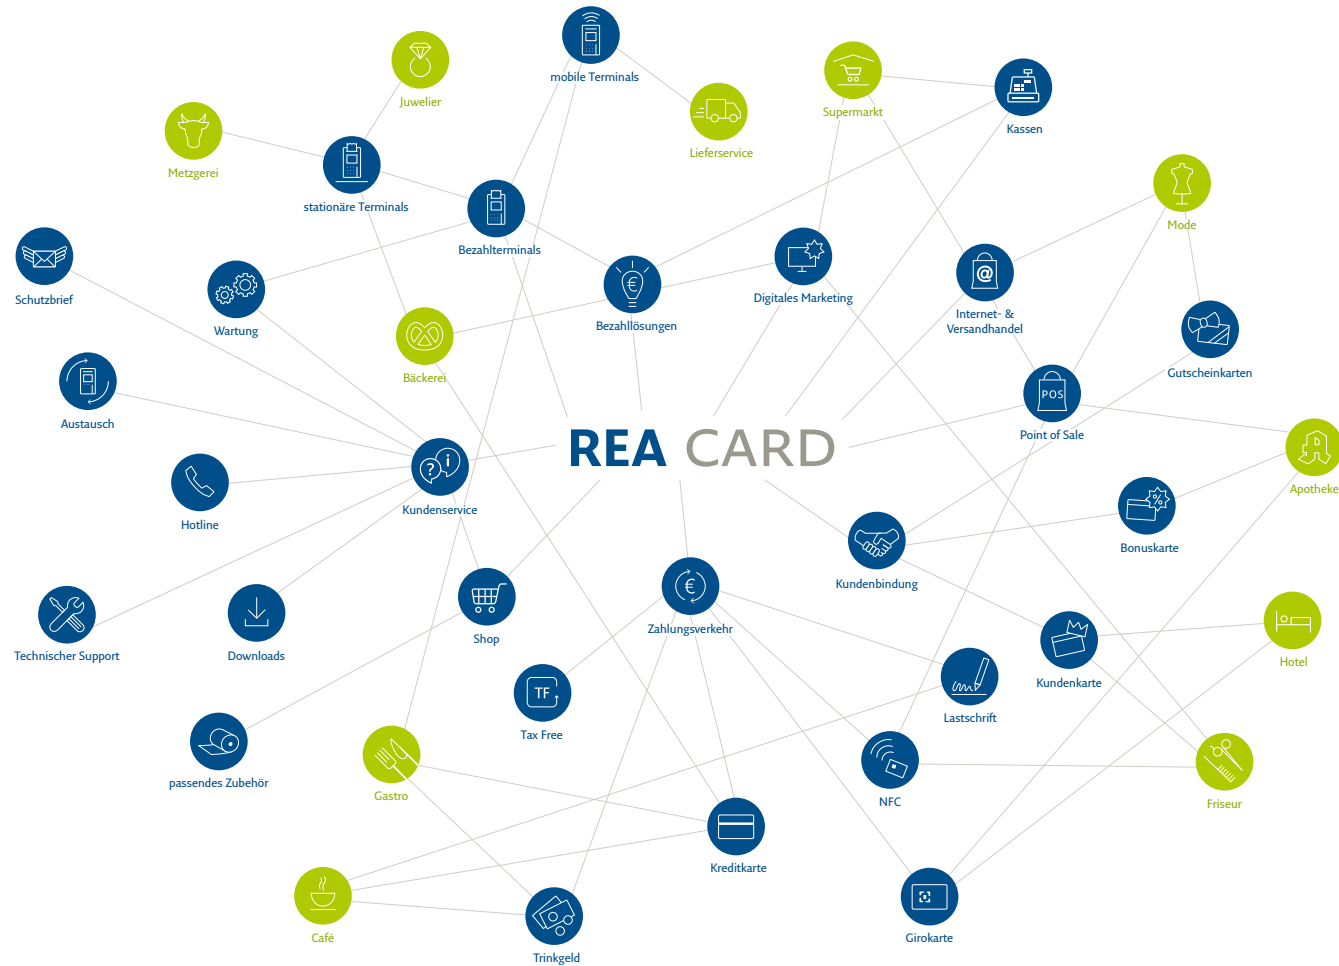 mobile Terminals
Juwelier
Supermarkt
Kassen
Lieferservice
Metzgerei
stationäre Terminals
Mode
Bezahlterminals
@
Schutzbrief
€
Digitales Marketing
Internet- &
Versandhandel
Wartung
Bezahllösungen
Gutscheinkarten
Bäckerei
POS
Austausch
Point of Sale
REA CARD
? i
Apotheke
Kundenservice
%
Hotline
Bonuskarte
€
Kundenbindung
Shop
Zahlungsverkehr
Technischer Support
Downloads
Hotel
Kundenkarte
TF
Lastschrift
Tax Free
passendes Zubehör
Gastro
NFC
Friseur
Kreditkarte
Café
Girokarte
Trinkgeld